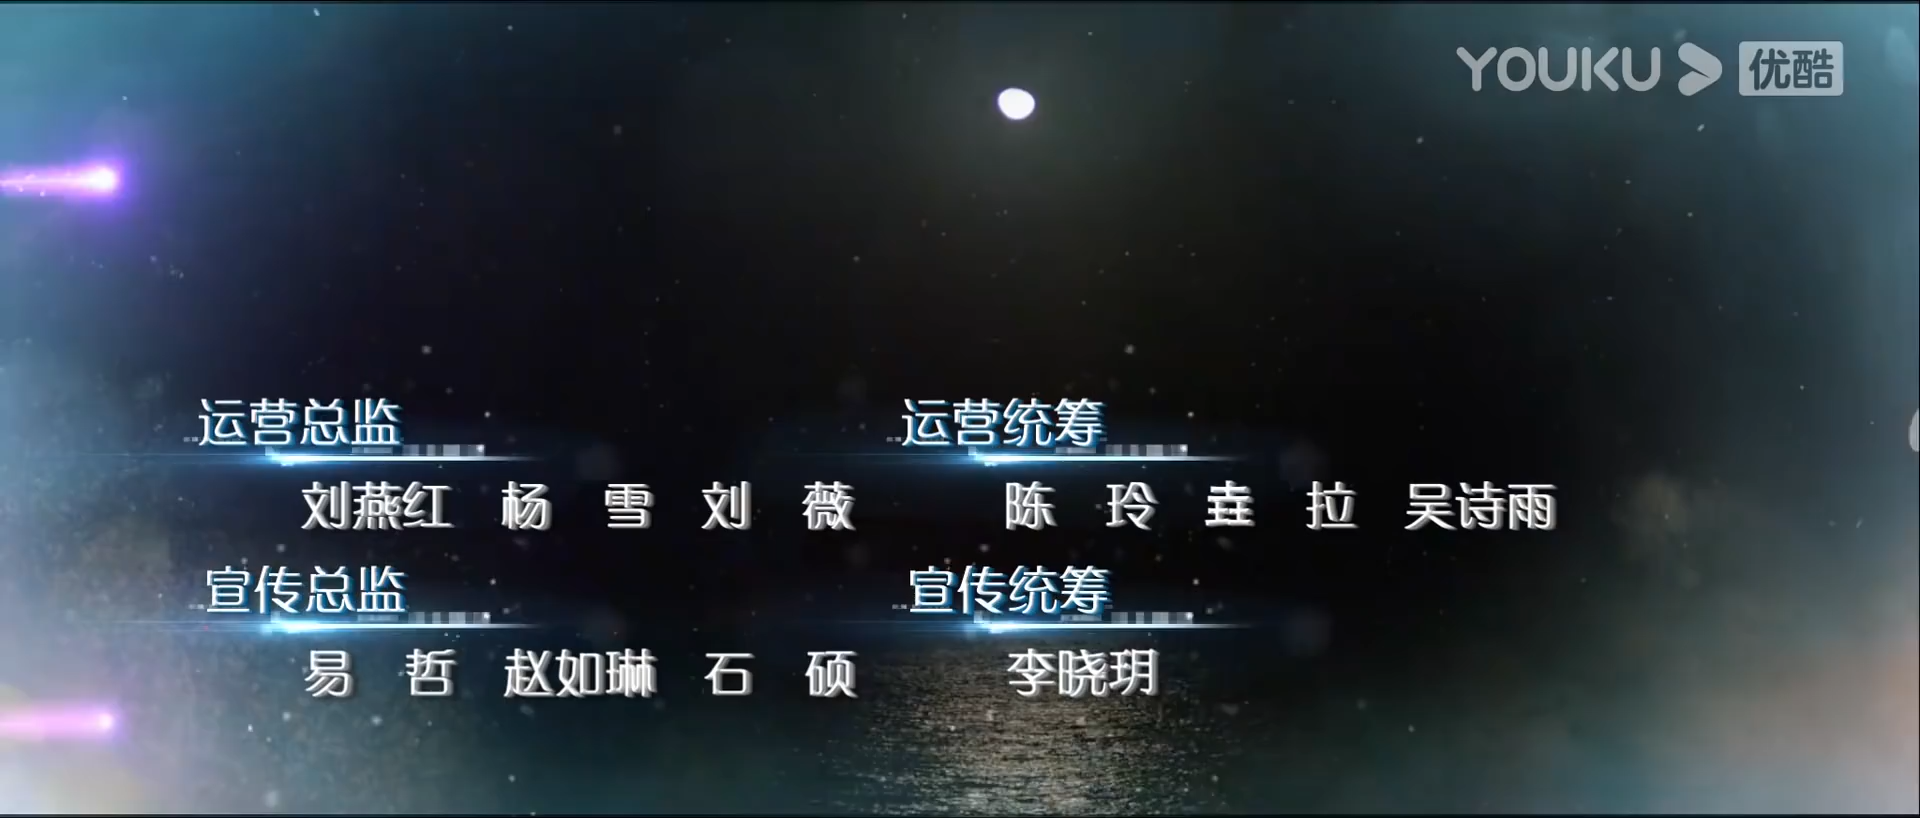 YOUKU 优酷
运营总监 运营统筹
刘燕红 杨 雪 刘 薇 陈 玲 垚 拉 吴诗雨
宣传总监 宣传统筹
易 哲 赵如琳 石 硕 李晓玥